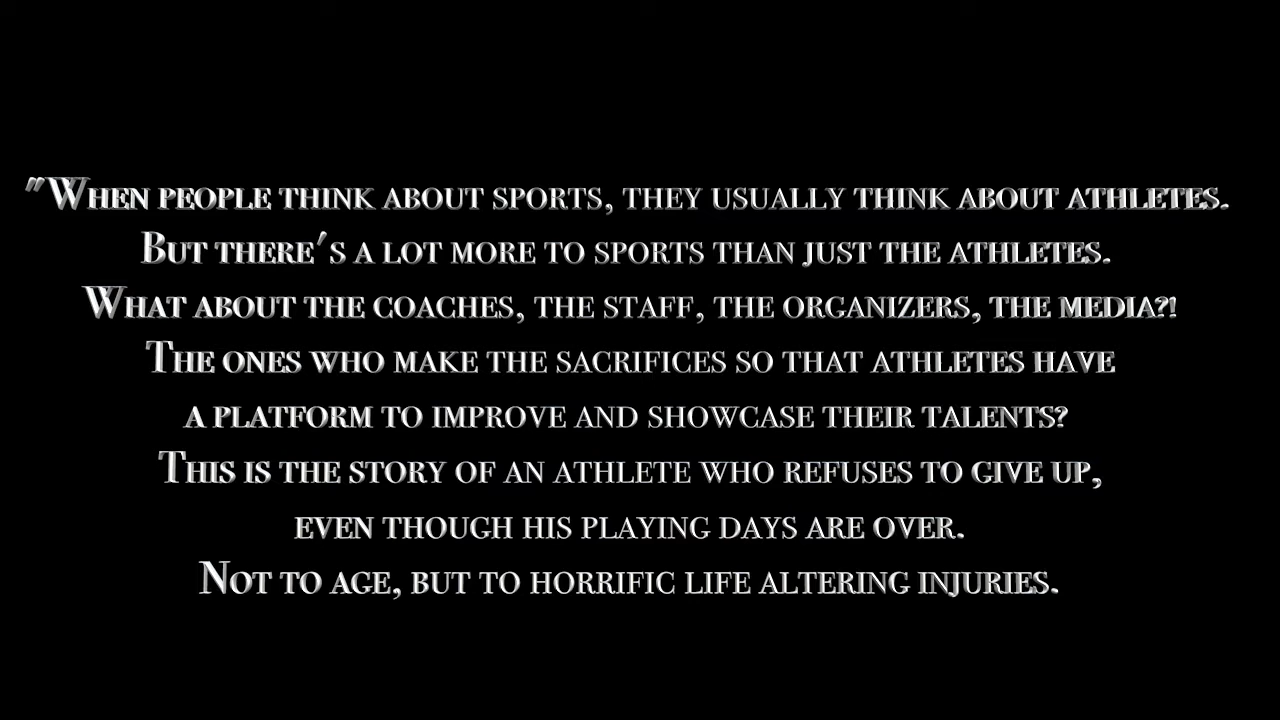 "When people think about sports, they usually think about athletes.
But there's a lot more to sports than just the athletes.
What about the coaches, the staff, the organizers, the media?!
The ones who make the sacrifices so that athletes have
a platform to improve and showcase their talents?
This is the story of an athlete who refuses to give up,
even though his playing days are over.
Not to age, but to horrific life altering injuries.